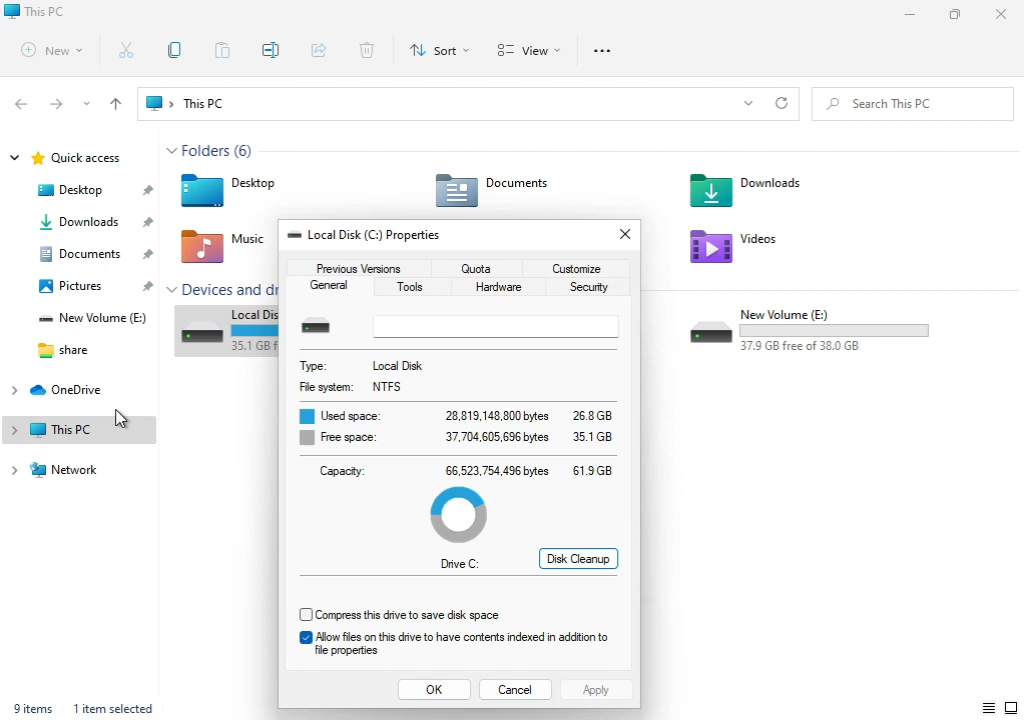 This PC
New
Sort
View
This PC
Search This PC
Quick access
Desktop
Downloads
Documents
Pictures
New Volume (E:)
share
OneDrive
This PC
Network
Folders (6)
Desktop
Documents
Downloads
Music
Videos
Devices and dr
Local Dis
35.1 GB f
New Volume (E:)
37.9 GB free of 38.0 GB
Local Disk (C:) Properties
Previous Versions Quota Customize
General Tools Hardware Security
Type: Local Disk
File system: NTFS
Used space: 28,819,148,800 bytes 26.8 GB
Free space: 37,704,605,696 bytes 35.1 GB
Capacity: 66,523,754,496 bytes 61.9 GB
Drive C:
Disk Cleanup
Compress this drive to save disk space
Allow files on this drive to have contents indexed in addition to
file properties
OK Cancel Apply
9 items 1 item selected